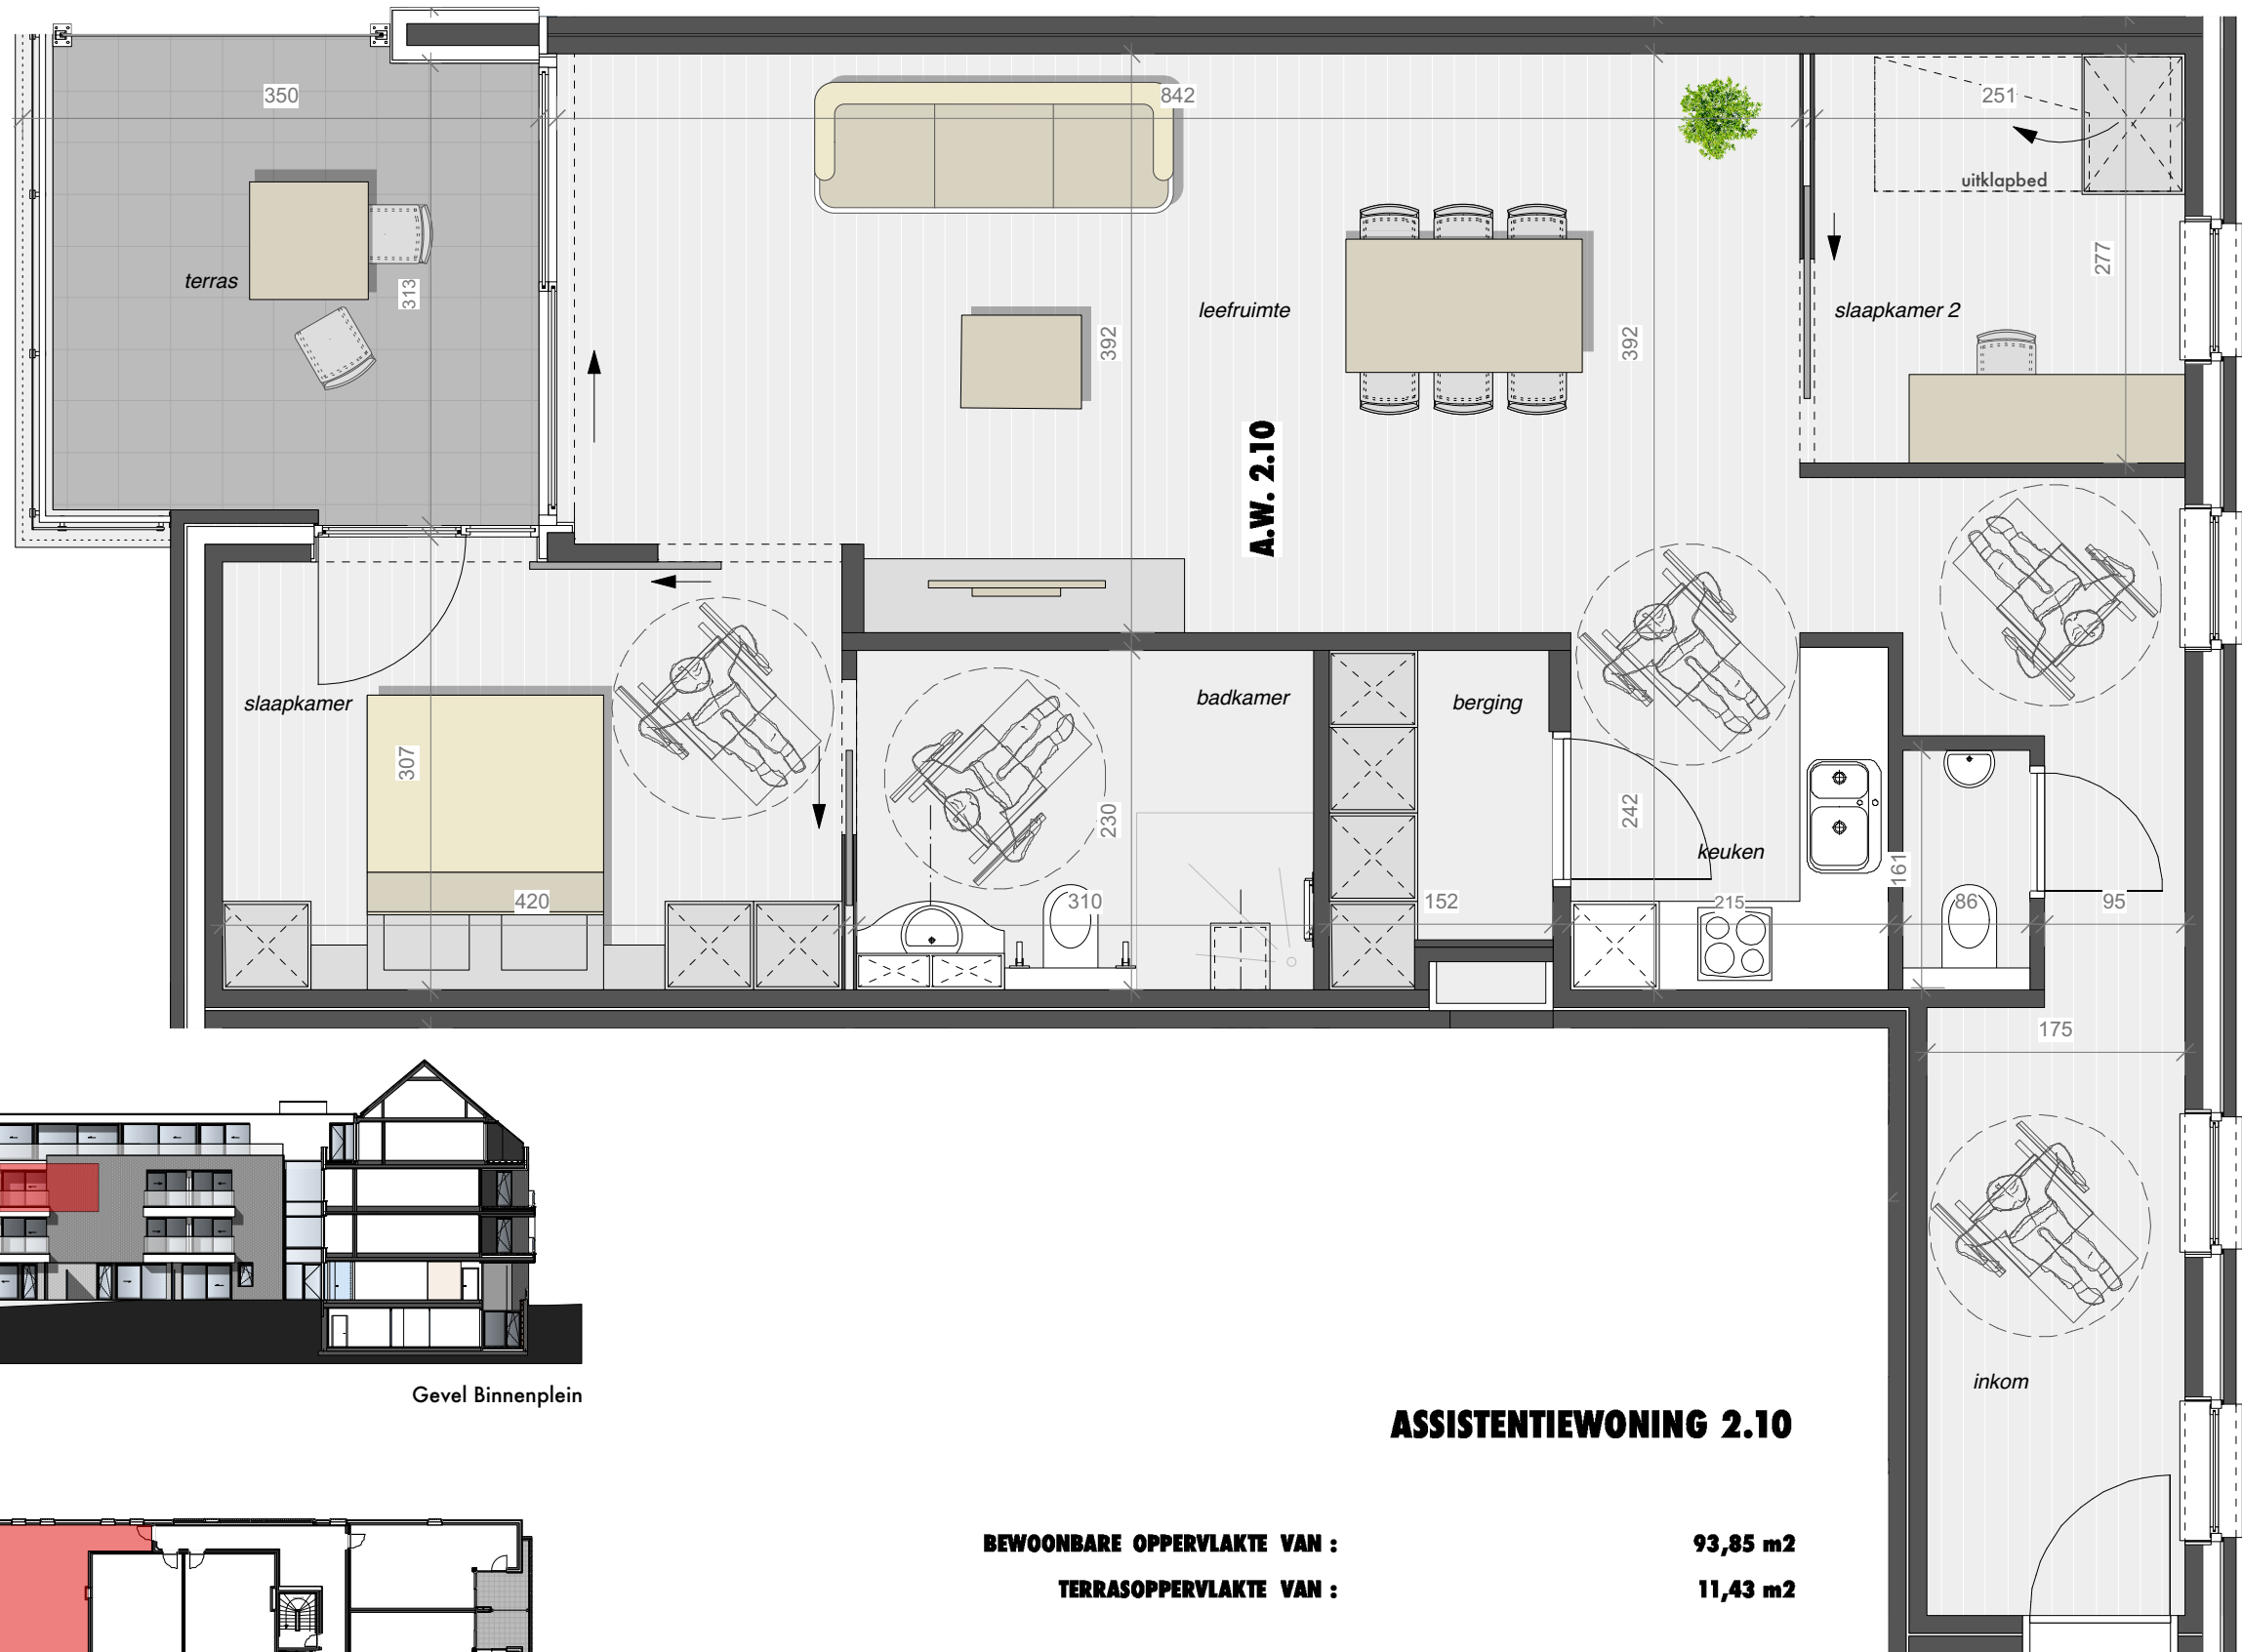 350
842
251
uitklapbed
terras
313
leefruimte
392
392
slaapkamer 2
277
A.W. 2.10
slaapkamer
307
badkamer
230
berging
242
keuken
161
420
310
152
215
86
95
175
inkom
Gevel Binnenplein
ASSISTENTIEWONING 2.10
BEWOONBARE OPPERVLAKTE VAN : 93,85 m2
TERRASOPPERVLAKTE VAN : 11,43 m2